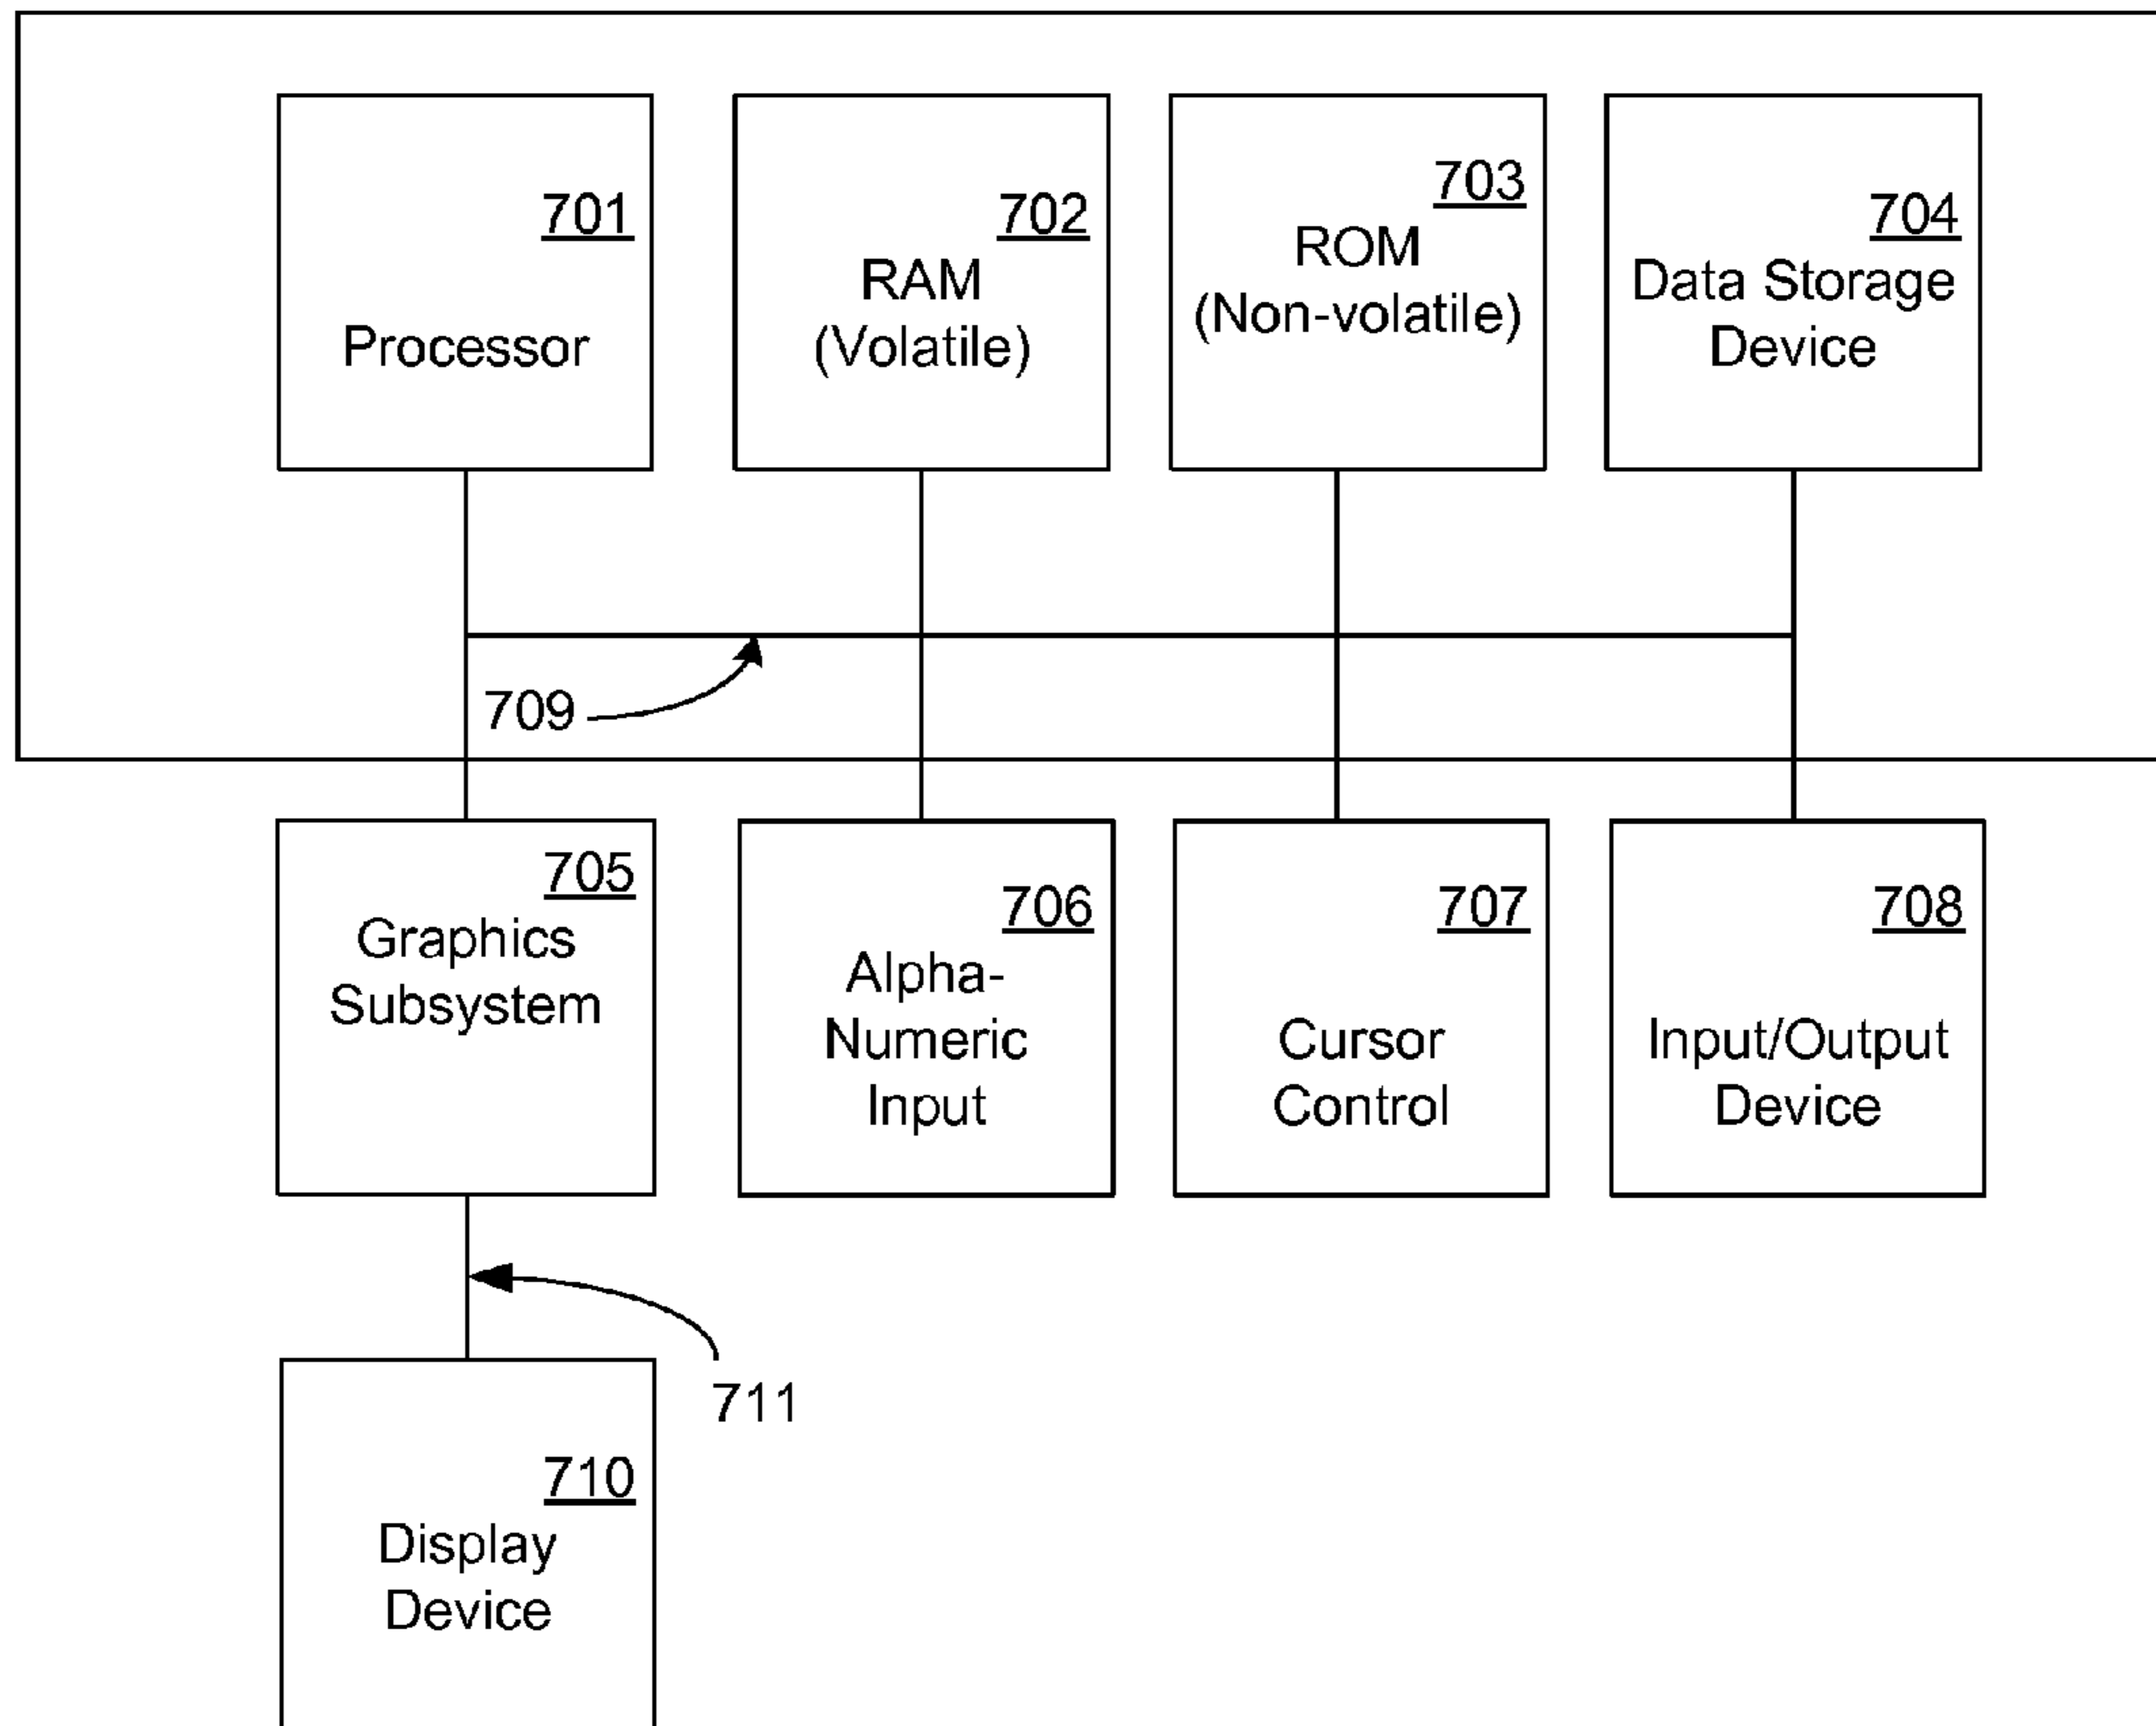 701
Processor
702
RAM
(Volatile)
703
ROM
(Non-volatile)
704
Data Storage
Device
709
705
Graphics
Subsystem
706
Alpha-
Numeric
Input
707
Cursor
Control
708
Input/Output
Device
711
710
Display
Device